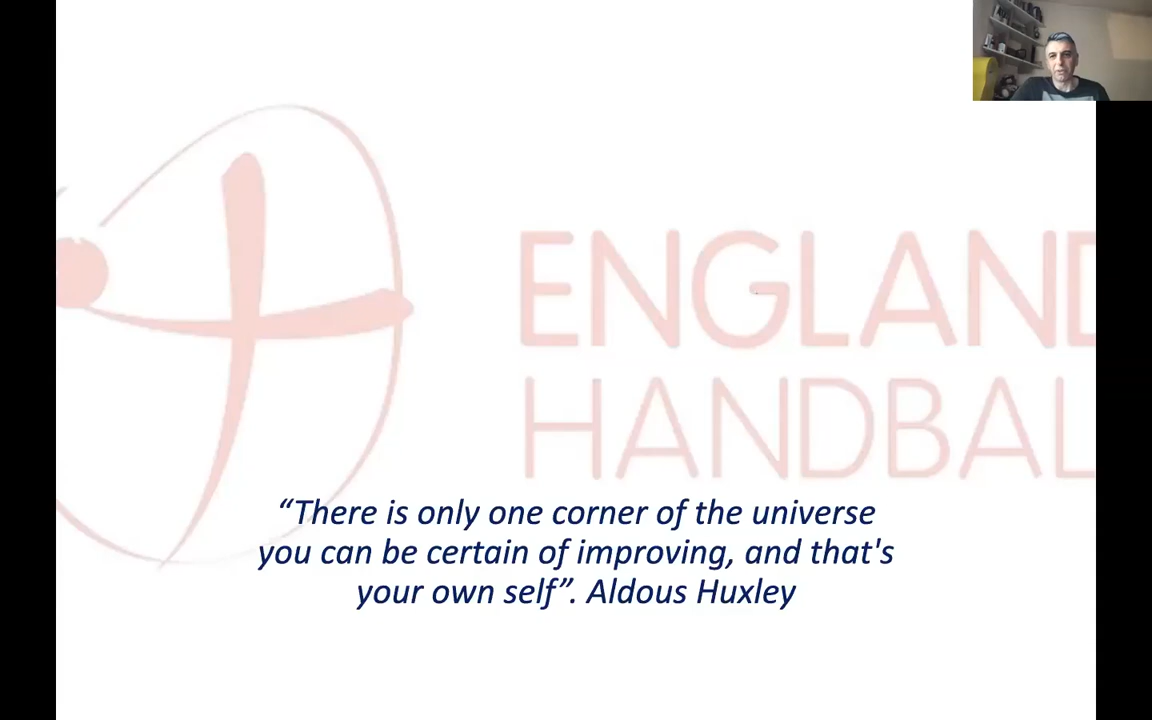 ENGLAND
HANDBAL
“There is only one corner of the universe
you can be certain of improving, and that's
your own self”. Aldous Huxley